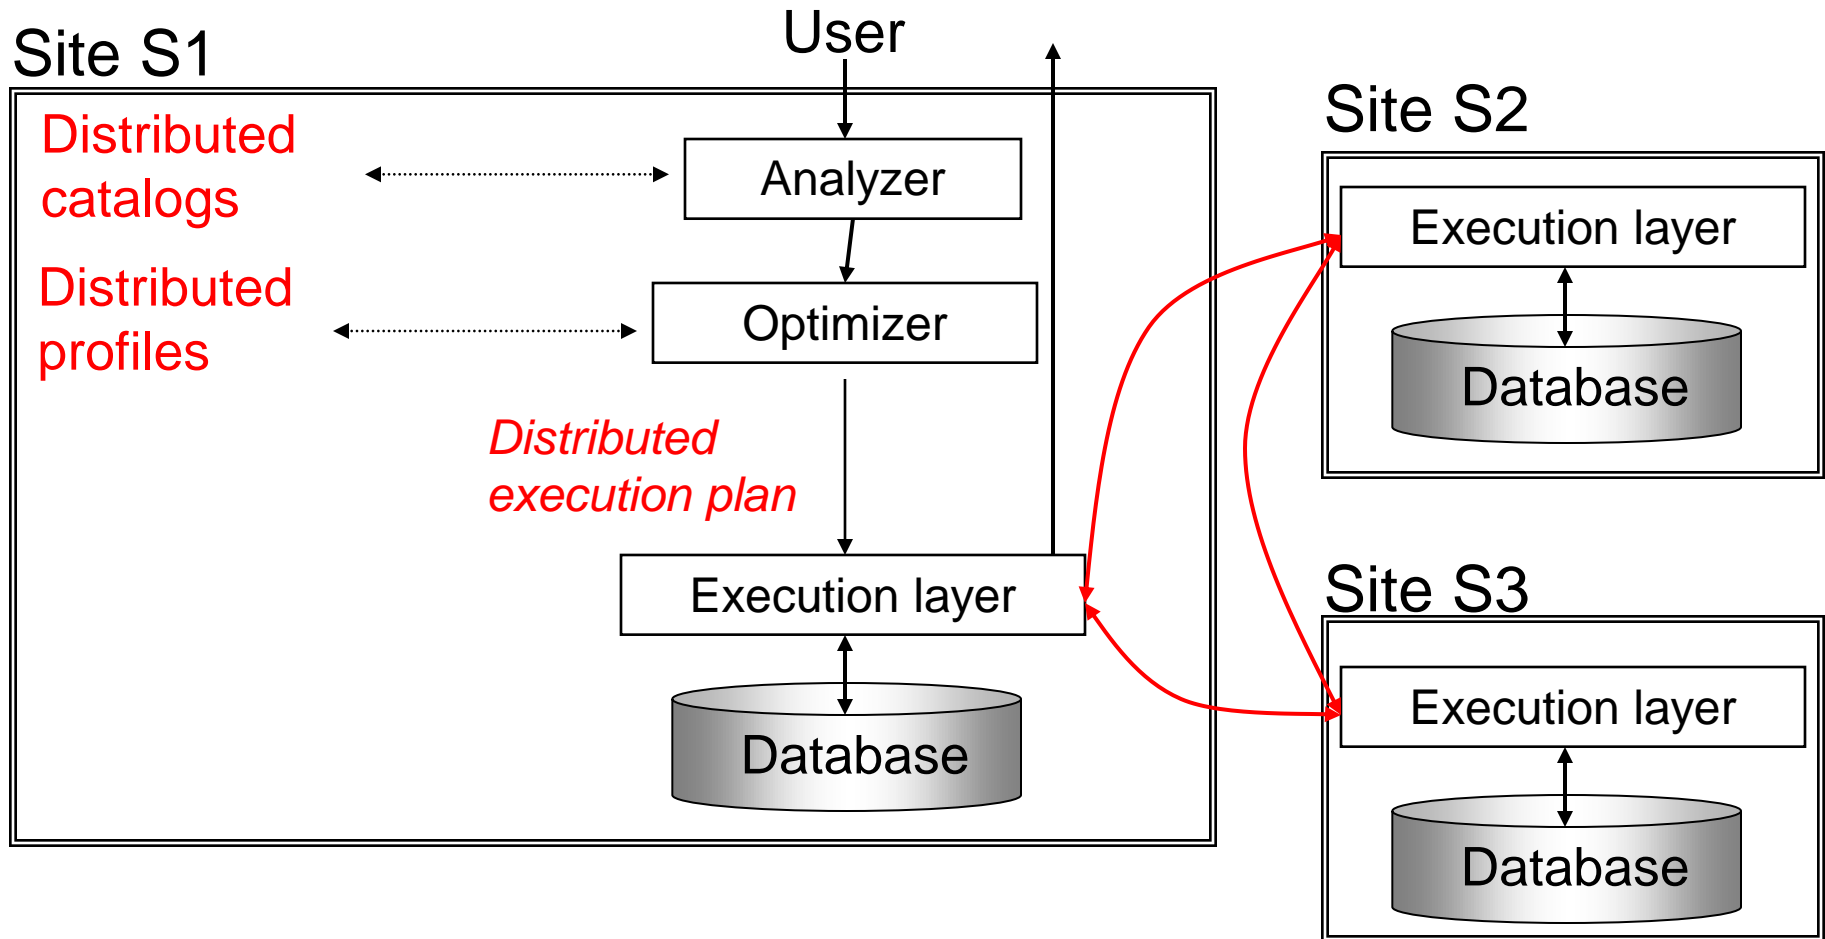 Site S1
User
Distributed
catalogs
Analyzer
Distributed
profiles
Optimizer
Distributed
execution plan
Execution layer
Database
Site S2
Execution layer
Database
Site S3
Execution layer
Database